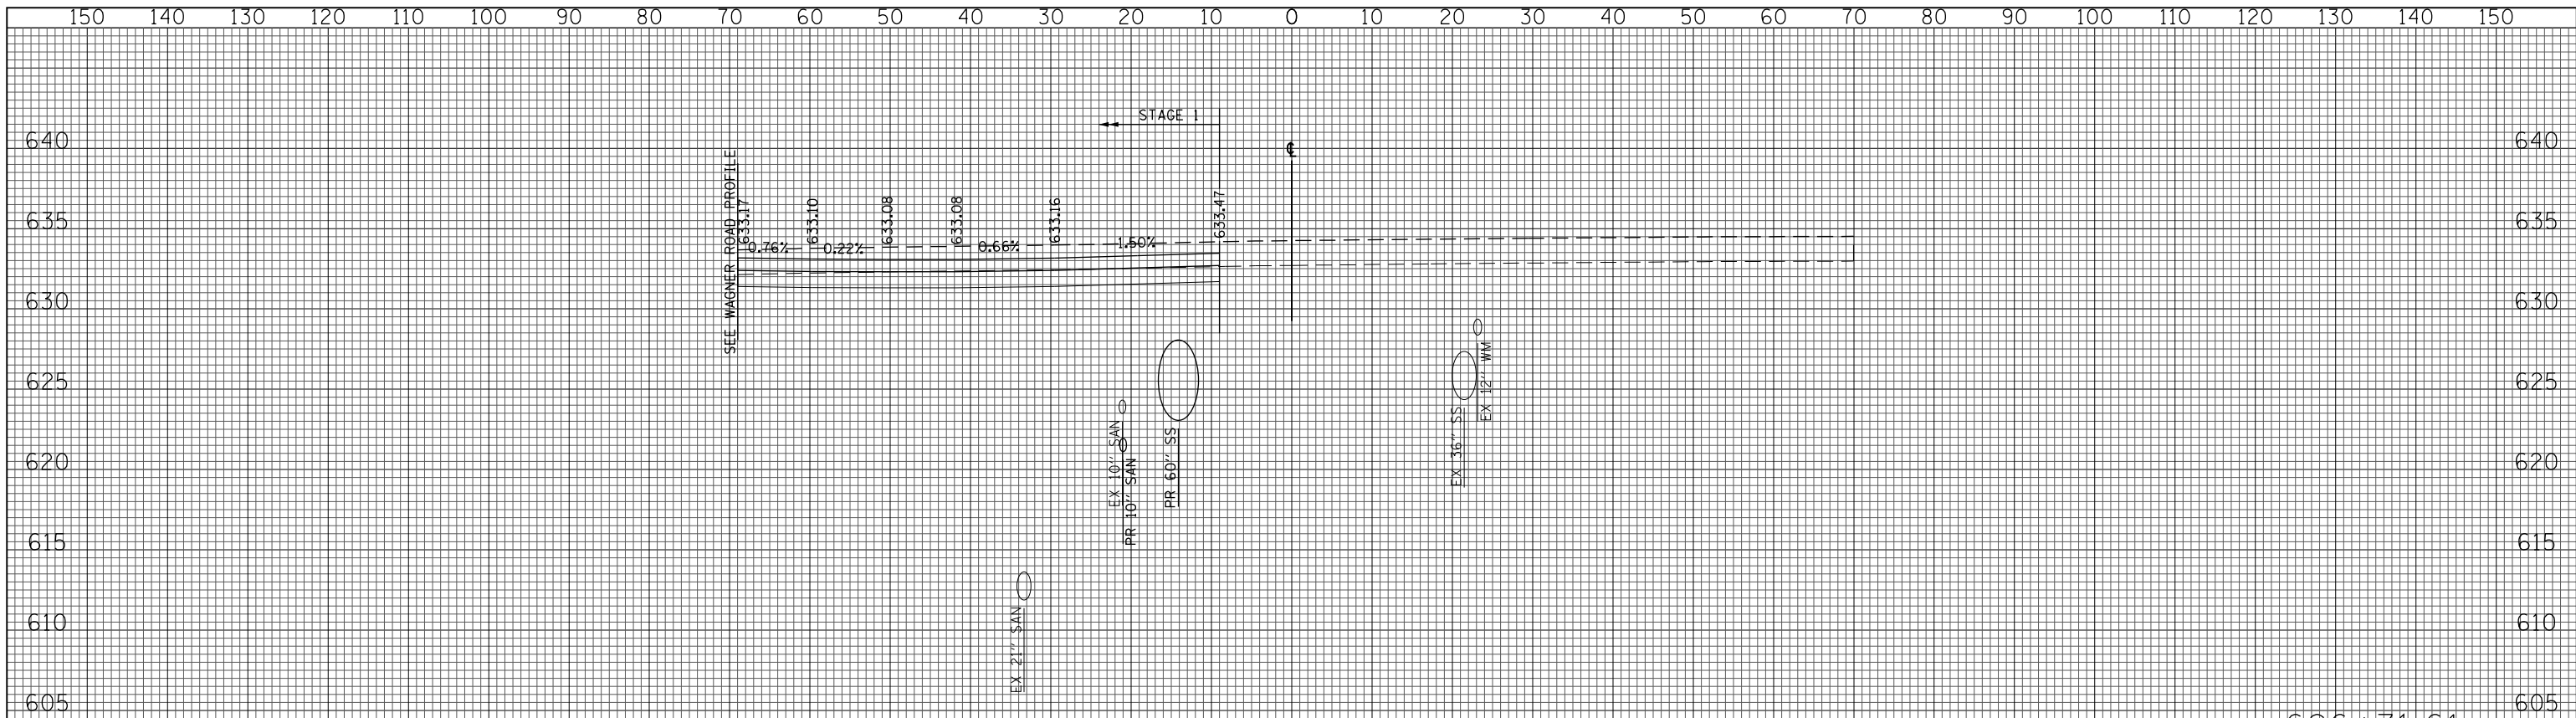 150 140 130 120 110 100 90 80 70 60 50 40 30 20 10 0 10 20 30 40 50 60 70 80 90 100 110 120 130 140 150
STAGE 1
640 ℄ 640
SEE WAGNER ROAD PROFILE
633.17 633.10 633.08 633.08 633.16 633.47
635 635
0.76% 0.22% 0.66% 1.50%
630 630
EX 12" WM
625 625
EX 10" SAN
PR 10" SAN
PR 60" SS
EX 36" SS
620 620
615 615
EX 21" SAN
610 610
605 605